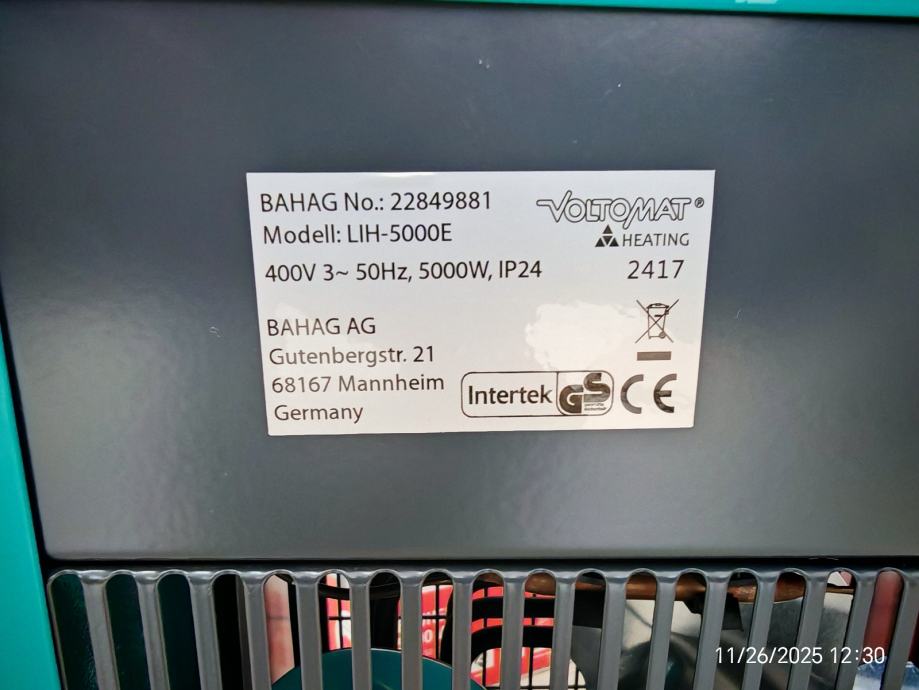 BAHAG No.: 22849881
Modell: LIH-5000E
400V 3~ 50Hz, 5000W, IP24
VOLTOMAT®
HEATING
2417
BAHAG AG
Gutenbergstr. 21
68167 Mannheim
Germany
Intertek
GS
CE
11/26/2025 12:30